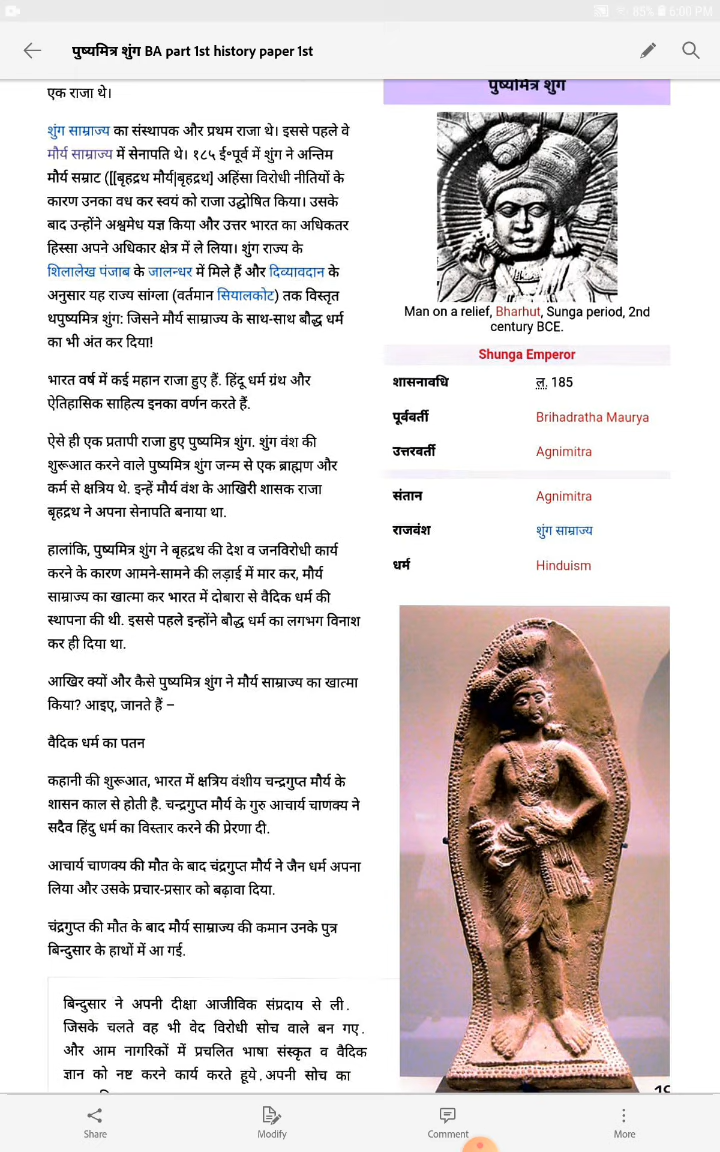 85% 6:00 PM
पुष्यमित्र शुंग BA part 1st history paper 1st
एक राजा थे।
शुंग साम्राज्य का संस्थापक और प्रथम राजा थे। इससे पहले वे
मौर्य साम्राज्य में सेनापति थे। १८५ ई॰पूर्व में शुंग ने अन्तिम
मौर्य सम्राट ([[बृहद्रथ मौर्य|बृहद्रथ] अहिंसा विरोधी नीतियों के
कारण उनका वध कर स्वयं को राजा उद्घोषित किया। उसके
बाद उन्होंने अश्वमेध यज्ञ किया और उत्तर भारत का अधिकतर
हिस्सा अपने अधिकार क्षेत्र में ले लिया। शुंग राज्य के
शिलालेख पंजाब के जालन्धर में मिले हैं और दिव्यावदान के
अनुसार यह राज्य सांग्ला (वर्तमान सियालकोट) तक विस्तृत
थपुष्यमित्र शुंग: जिसने मौर्य साम्राज्य के साथ-साथ बौद्ध धर्म
का भी अंत कर दिया!
भारत वर्ष में कई महान राजा हुए हैं. हिंदू धर्म ग्रंथ और
ऐतिहासिक साहित्य इनका वर्णन करते हैं.
ऐसे ही एक प्रतापी राजा हुए पुष्यमित्र शुंग. शुंग वंश की
शुरूआत करने वाले पुष्यमित्र शुंग जन्म से एक ब्राह्मण और
कर्म से क्षत्रिय थे. इन्हें मौर्य वंश के आखिरी शासक राजा
बृहद्रथ ने अपना सेनापति बनाया था.
हालांकि, पुष्यमित्र शुंग ने बृहद्रथ की देश व जनविरोधी कार्य
करने के कारण आमने-सामने की लड़ाई में मार कर, मौर्य
साम्राज्य का खात्मा कर भारत में दोबारा से वैदिक धर्म की
स्थापना की थी. इससे पहले इन्होंने बौद्ध धर्म का लगभग विनाश
कर ही दिया था.
आखिर क्यों और कैसे पुष्यमित्र शुंग ने मौर्य साम्राज्य का खात्मा
किया? आइए, जानते हैं –
वैदिक धर्म का पतन
कहानी की शुरूआत, भारत में क्षत्रिय वंशीय चन्द्रगुप्त मौर्य के
शासन काल से होती है. चन्द्रगुप्त मौर्य के गुरु आचार्य चाणक्य ने
सदैव हिंदु धर्म का विस्तार करने की प्रेरणा दी.
आचार्य चाणक्य की मौत के बाद चंद्रगुप्त मौर्य ने जैन धर्म अपना
लिया और उसके प्रचार-प्रसार को बढ़ावा दिया.
चंद्रगुप्त की मौत के बाद मौर्य साम्राज्य की कमान उनके पुत्र
बिन्दुसार के हाथों में आ गई.
बिन्दुसार ने अपनी दीक्षा आजीविक संप्रदाय से ली.
जिसके चलते वह भी वेद विरोधी सोच वाले बन गए.
और आम नागरिकों में प्रचलित भाषा संस्कृत व वैदिक
ज्ञान को नष्ट करने कार्य करते हूये.अपनी सोच का
पुष्यमित्र शुंग
Man on a relief, Bharhut, Sunga period, 2nd
century BCE.
Shunga Emperor
शासनावधि ल. 185
पूर्ववर्ती Brihadratha Maurya
उत्तरवर्ती Agnimitra
संतान Agnimitra
राजवंश शुंग साम्राज्य
धर्म Hinduism
Share Modify Comment More